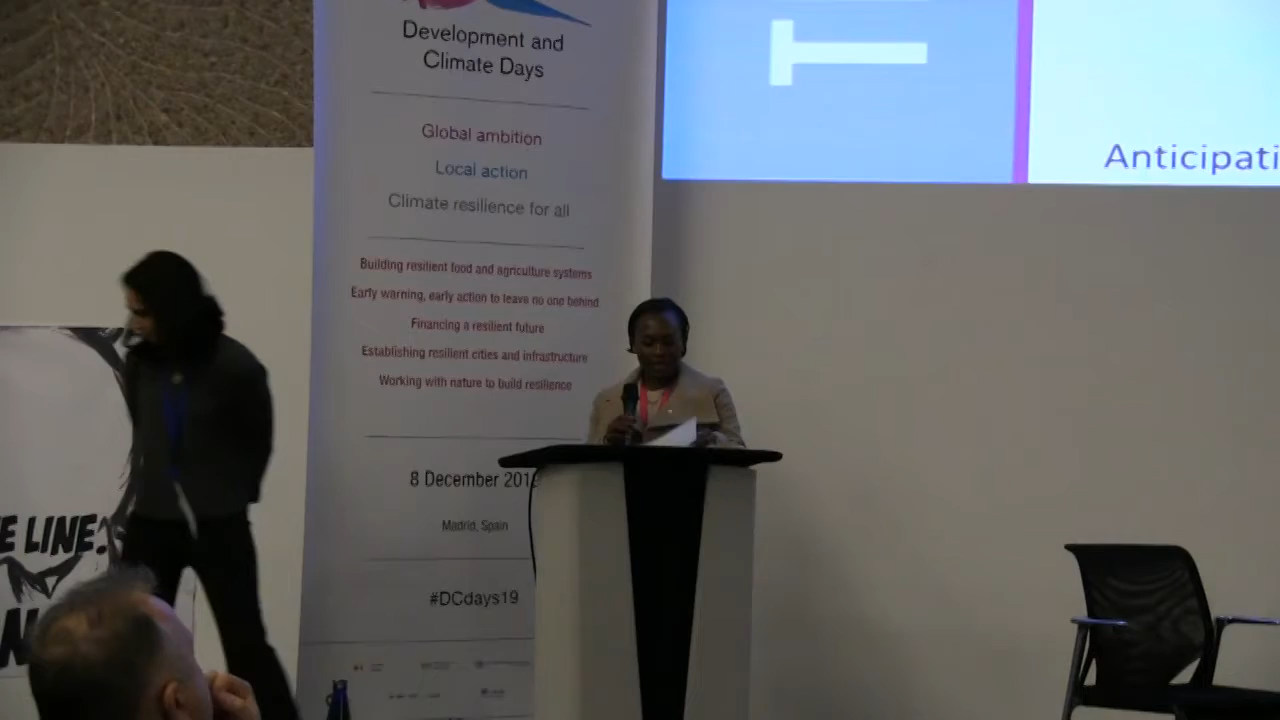 Development and
Climate Days
Global ambition
Local action
Climate resilience for all
Building resilient food and agriculture systems
Early warning, early action to leave no one behind
Financing a resilient future
Establishing resilient cities and infrastructure
Working with nature to build resilience
8 December 201
Madrid, Spain
#DCdays19
Anticipati
E LINE?